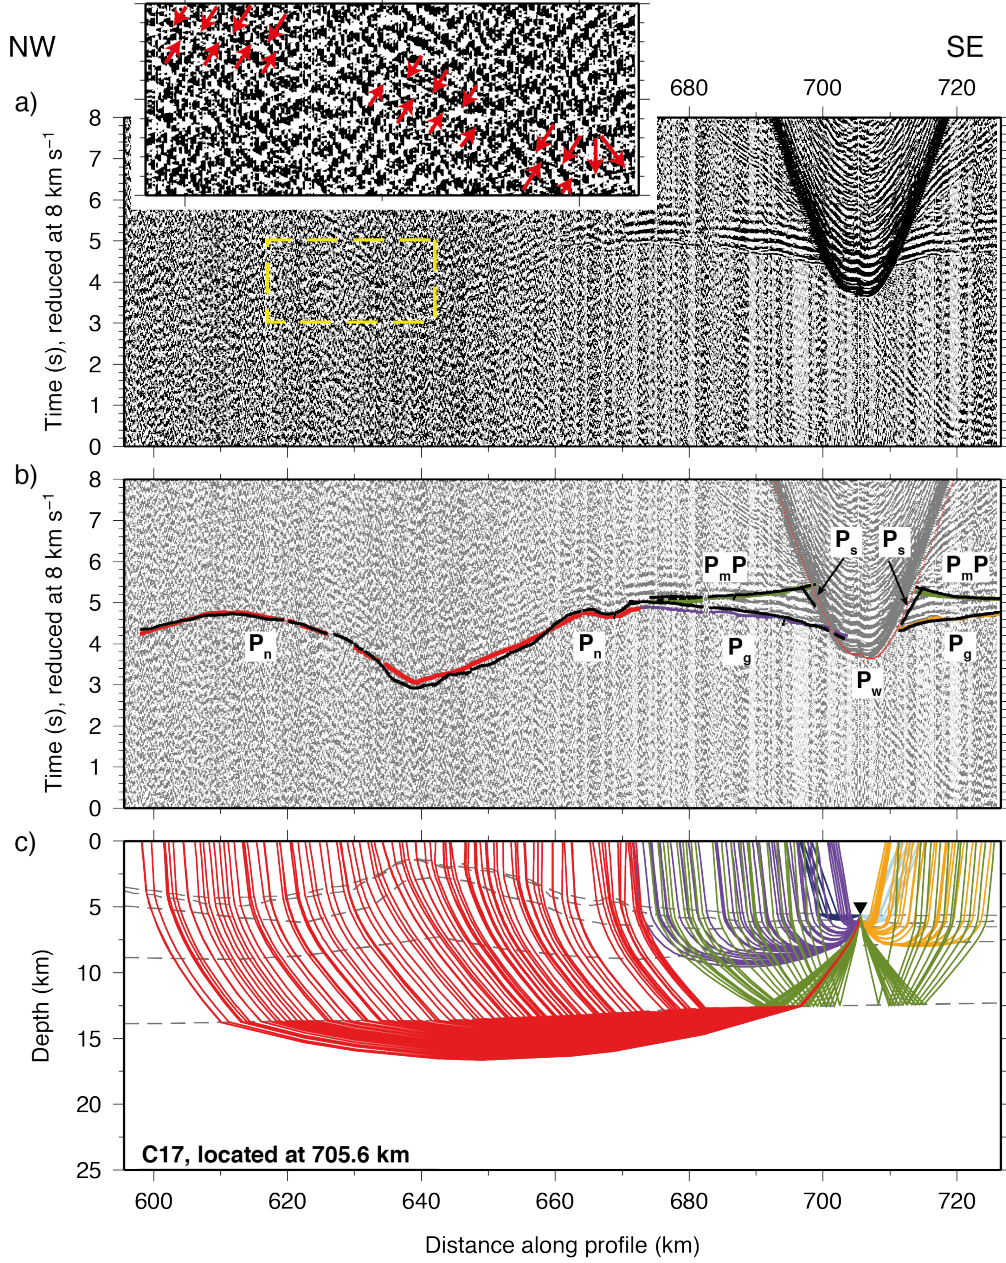 NW
SE
a)
680 700 720
8
7
6
5
4
3
2
1
0
Time (s), reduced at 8 km s⁻¹
b)
8
7
6
5
4
3
2
1
0
Time (s), reduced at 8 km s⁻¹
Pn
Pn
PmP
Pg
Ps
Ps
PmP
Pg
Pw
c)
0
5
10
15
20
25
Depth (km)
C17, located at 705.6 km
600 620 640 660 680 700 720
Distance along profile (km)